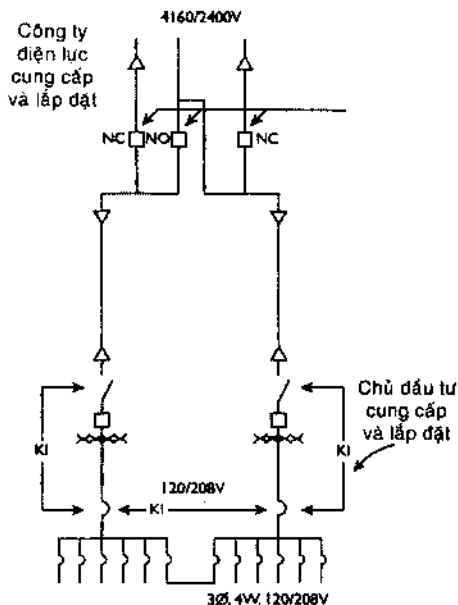 4160/2400V
Công ty
điện lực
cung cấp
và lắp đặt
NC
NO
NC
Chủ đầu tư
cung cấp
và lắp đặt
KI
KI
120/208V
KI
3Ø, 4W, 120/208V